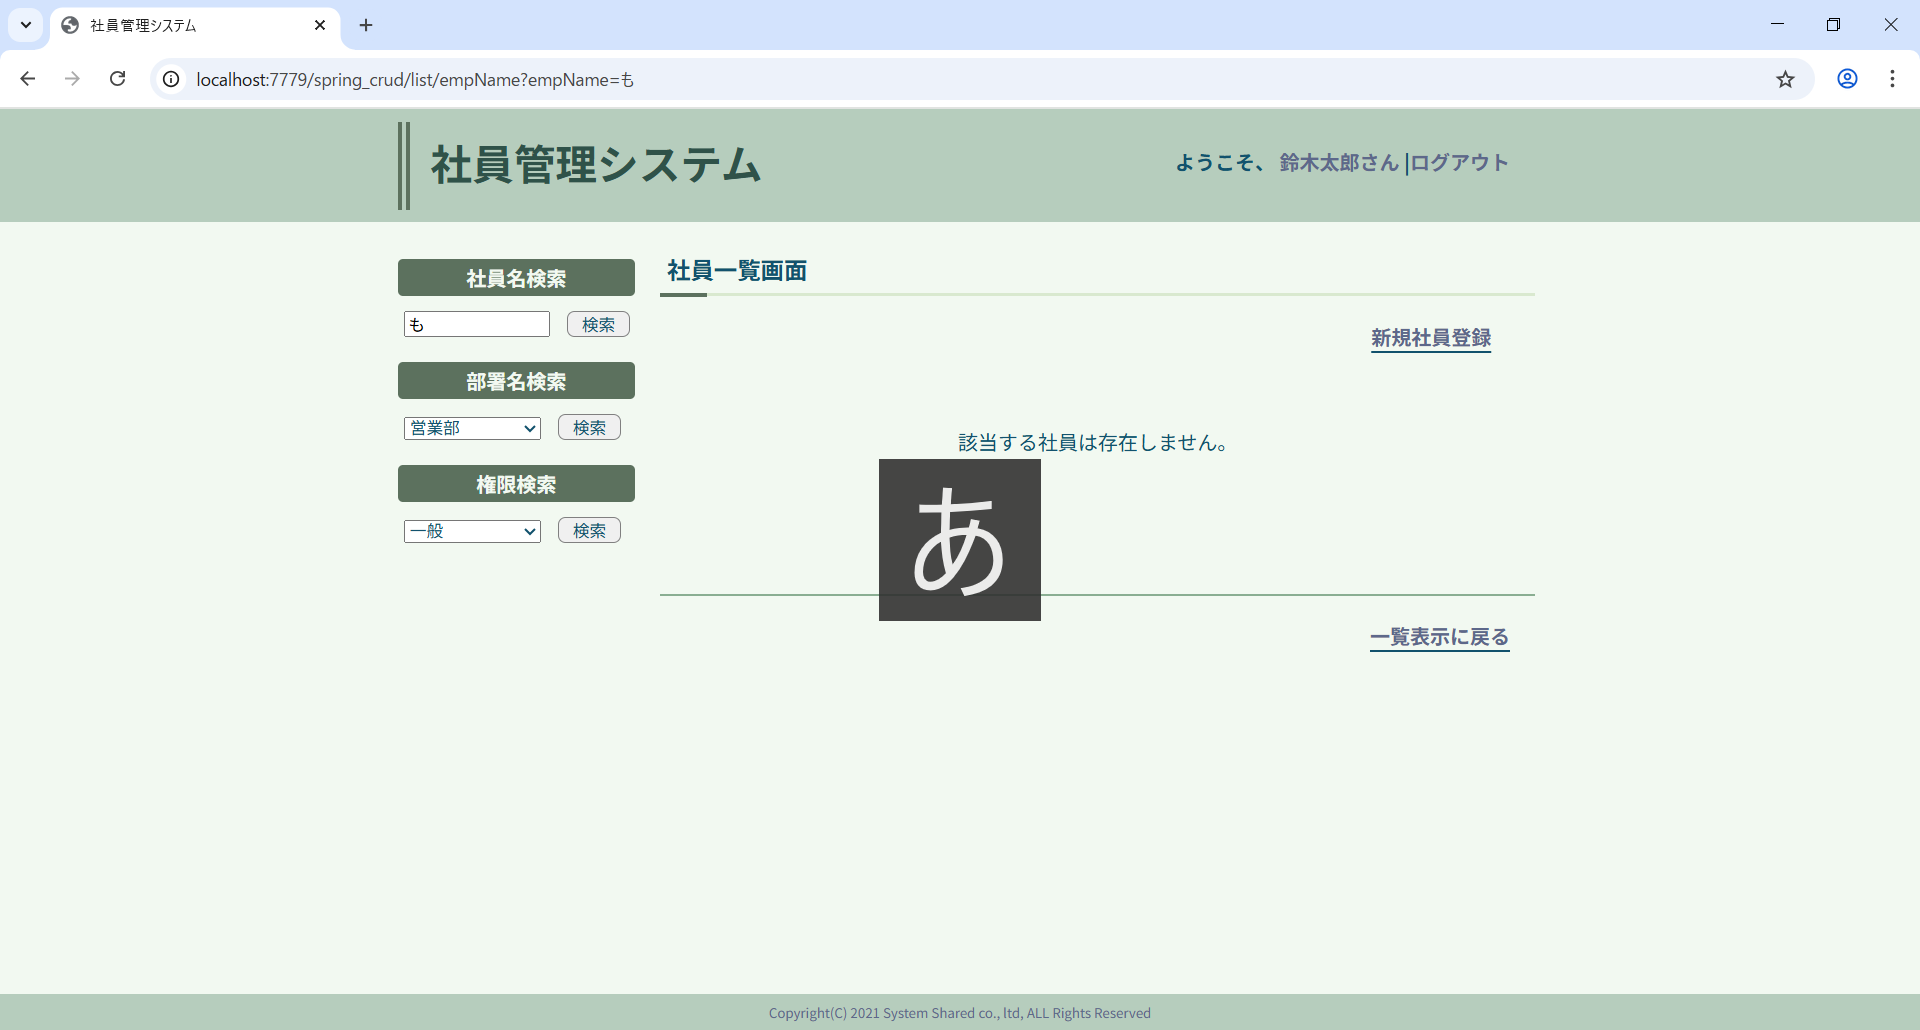 社員管理システム
localhost:7779/spring_crud/list/empName?empName=も
社員管理システム
ようこそ、 鈴木太郎さん |ログアウト
社員名検索
も 検索
部署名検索
営業部 検索
権限検索
一般 検索
社員一覧画面
新規社員登録
該当する社員は存在しません。
あ
一覧表示に戻る
Copyright(C) 2021 System Shared co., ltd, ALL Rights Reserved